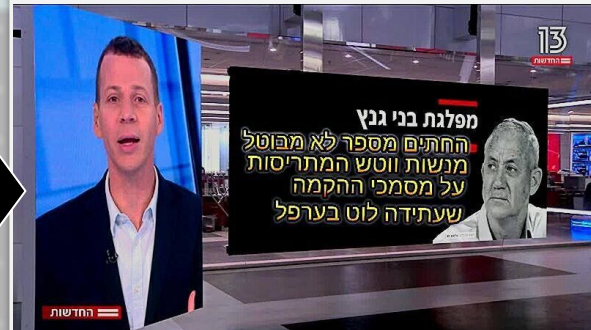 13
החדשות
מפלגת בני גנץ
החתים מספר לא מבוטל
מנשות ווטש המתריסות
על מסמכי ההקמה
שעתידה לוט בערפל
החדשות